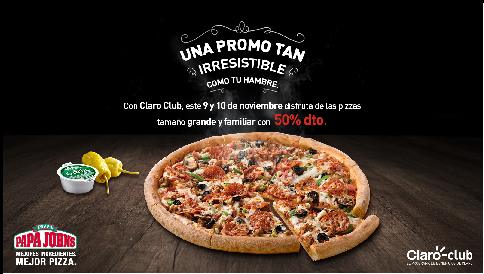 UNA PROMO TAN
IRRESISTIBLE
COMO TU HAMBRE.
Con Claro Club, este 9 y 10 de noviembre disfruta de las pizzas
tamaño grande y familiar con 50% dto.
PAPA JOHNS
MEJORES INGREDIENTES.
MEJOR PIZZA.
Claro-club